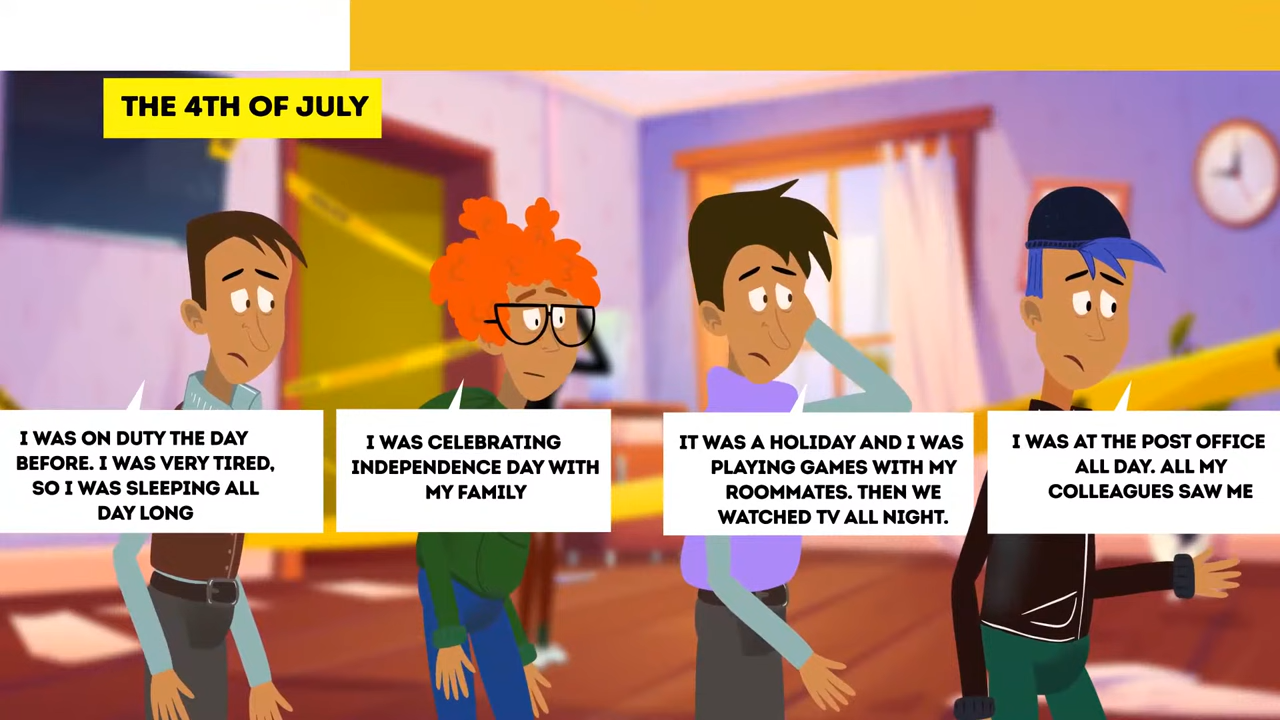 THE 4TH OF JULY
I WAS ON DUTY THE DAY
BEFORE. I WAS VERY TIRED,
SO I WAS SLEEPING ALL
DAY LONG
I WAS CELEBRATING
INDEPENDENCE DAY WITH
MY FAMILY
IT WAS A HOLIDAY AND I WAS
PLAYING GAMES WITH MY
ROOMMATES. THEN WE
WATCHED TV ALL NIGHT.
I WAS AT THE POST OFFICE
ALL DAY. ALL MY
COLLEAGUES SAW ME